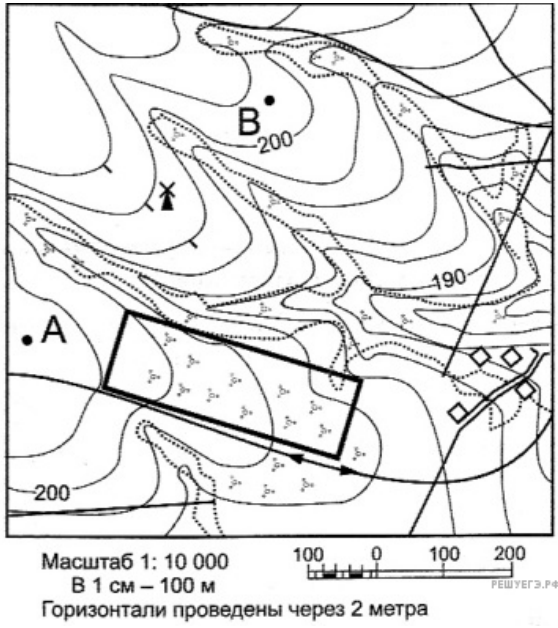 B
200
190
A
200
Масштаб 1: 10 000
В 1 см – 100 м
100 0 100 200
РЕШУЕГЭ.РФ
Горизонтали проведены через 2 метра